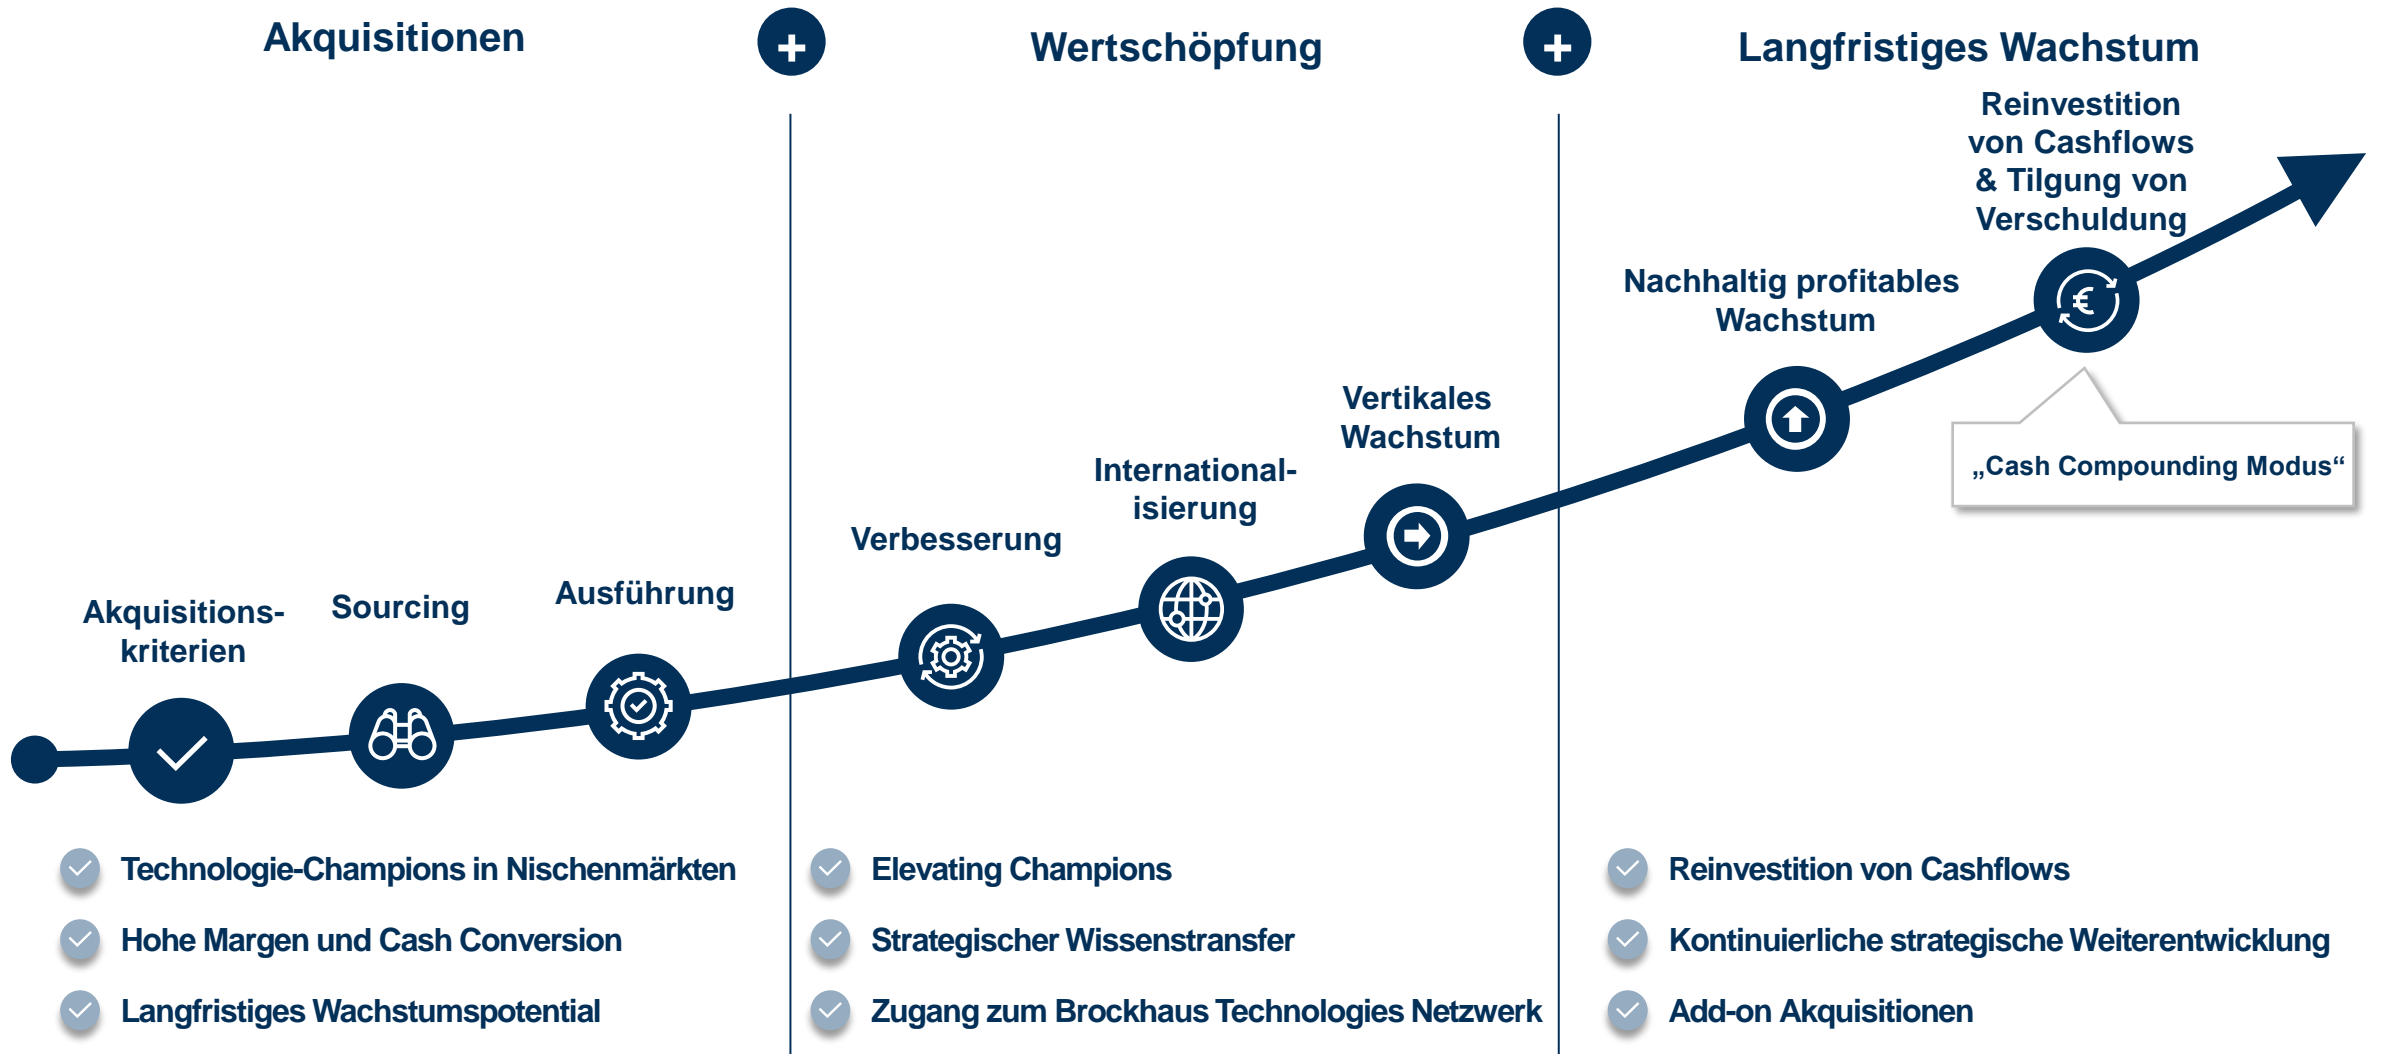 Akquisitionen
+
Wertschöpfung
+
Langfristiges Wachstum
Akquisitions-
kriterien
Sourcing
Ausführung
Verbesserung
International-
isierung
Vertikales
Wachstum
Nachhaltig profitables
Wachstum
Reinvestition
von Cashflows
& Tilgung von
Verschuldung
€
„Cash Compounding Modus“
Technologie-Champions in Nischenmärkten
Hohe Margen und Cash Conversion
Langfristiges Wachstumspotential
Elevating Champions
Strategischer Wissenstransfer
Zugang zum Brockhaus Technologies Netzwerk
Reinvestition von Cashflows
Kontinuierliche strategische Weiterentwicklung
Add-on Akquisitionen